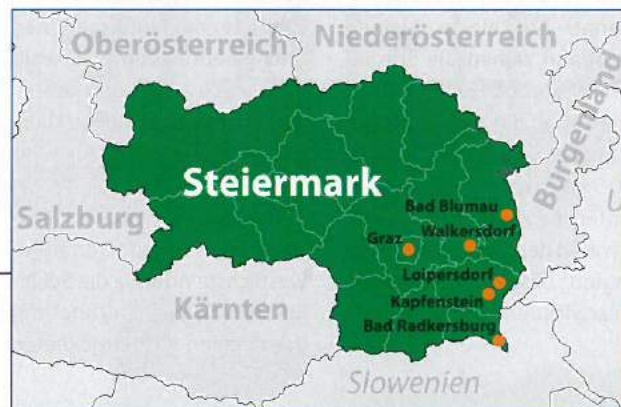 Oberösterreich
Niederösterreich
Burgenland
Steiermark
Salzburg
Bad Blumau
Walkersdorf
Graz
Loipersdorf
Kapfenstein
Kärnten
Bad Radkersburg
Slowenien
U